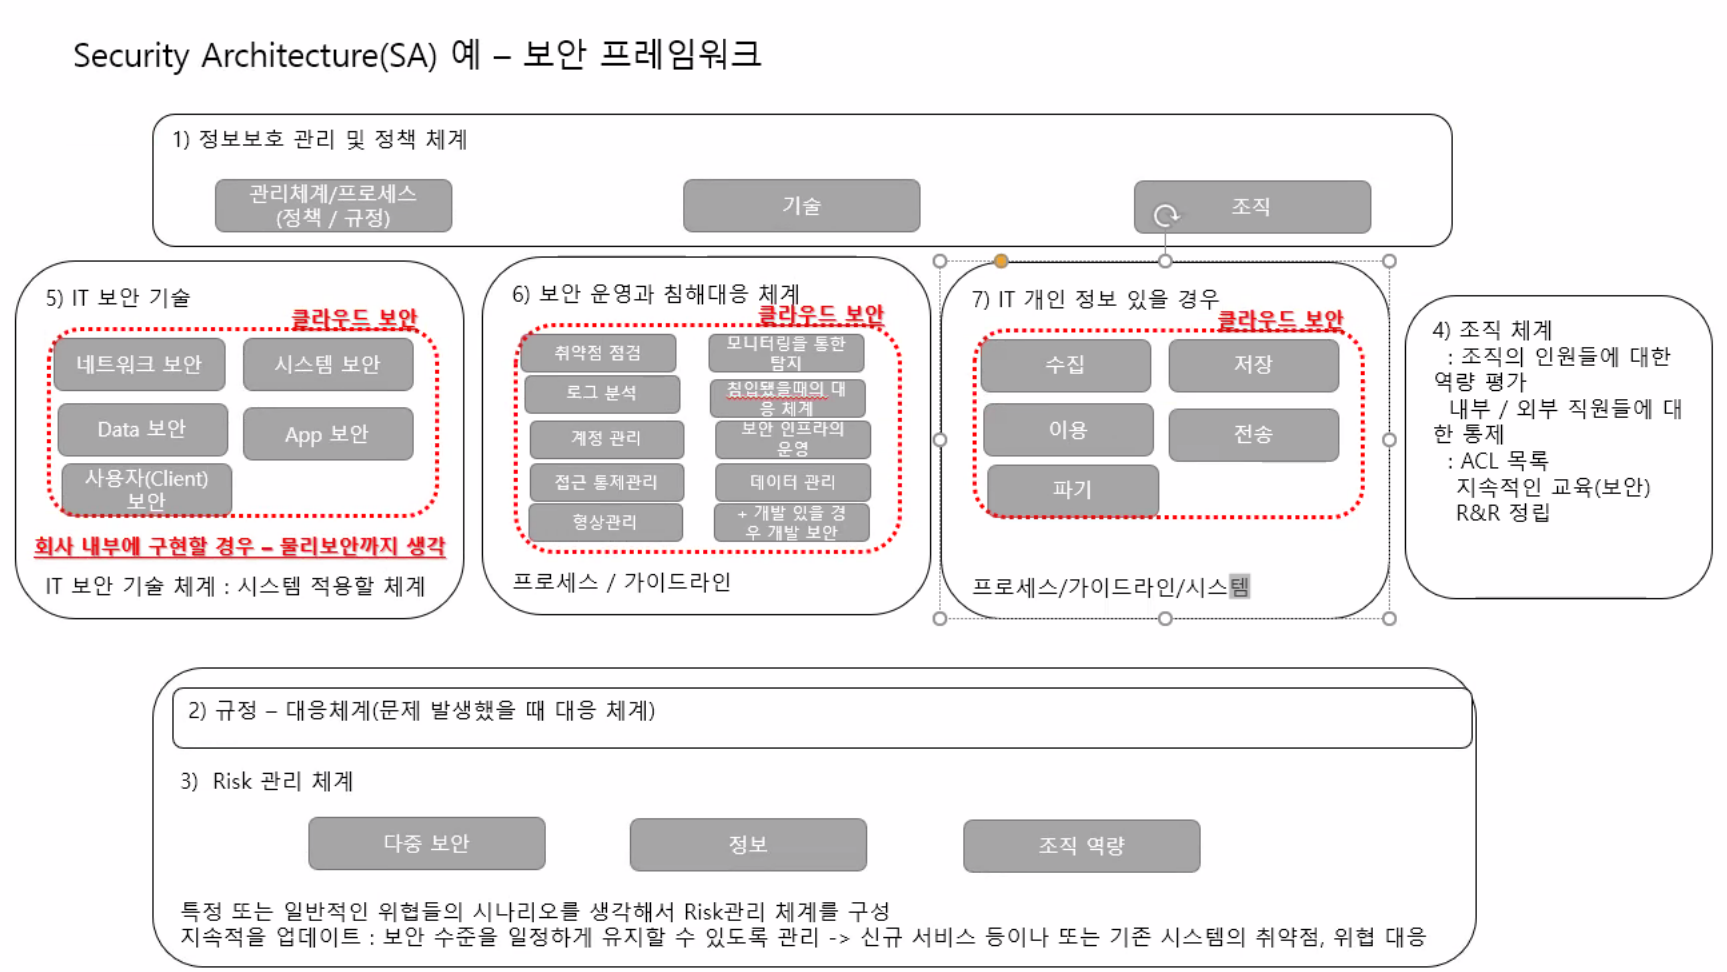 Security Architecture(SA) 예 – 보안 프레임워크
1) 정보보호 관리 및 정책 체계
관리체계/프로세스
(정책 / 규정)
기술
조직
5) IT 보안 기술
클라우드 보안
네트워크 보안
시스템 보안
Data 보안
App 보안
사용자(Client)
보안
회사 내부에 구현할 경우 – 물리보안까지 생각
IT 보안 기술 체계 : 시스템 적용할 체계
6) 보안 운영과 침해대응 체계
클라우드 보안
취약점 점검
모니터링을 통한
탐지
로그 분석
침입됐을때의 대
응 체계
계정 관리
보안 인프라의
운영
접근 통제관리
데이터 관리
형상관리
+ 개발 있을 경
우 개발 보안
프로세스 / 가이드라인
7) IT 개인 정보 있을 경우
클라우드 보안
수집
저장
이용
전송
파기
프로세스/가이드라인/시스템
4) 조직 체계
: 조직의 인원들에 대한
역량 평가
내부 / 외부 직원들에 대
한 통제
: ACL 목록
지속적인 교육(보안)
R&R 정립
2) 규정 – 대응체계(문제 발생했을 때 대응 체계)
3) Risk 관리 체계
다중 보안
정보
조직 역량
특정 또는 일반적인 위협들의 시나리오를 생각해서 Risk관리 체계를 구성
지속적을 업데이트 : 보안 수준을 일정하게 유지할 수 있도록 관리 -> 신규 서비스 등이나 또는 기존 시스템의 취약점, 위협 대응